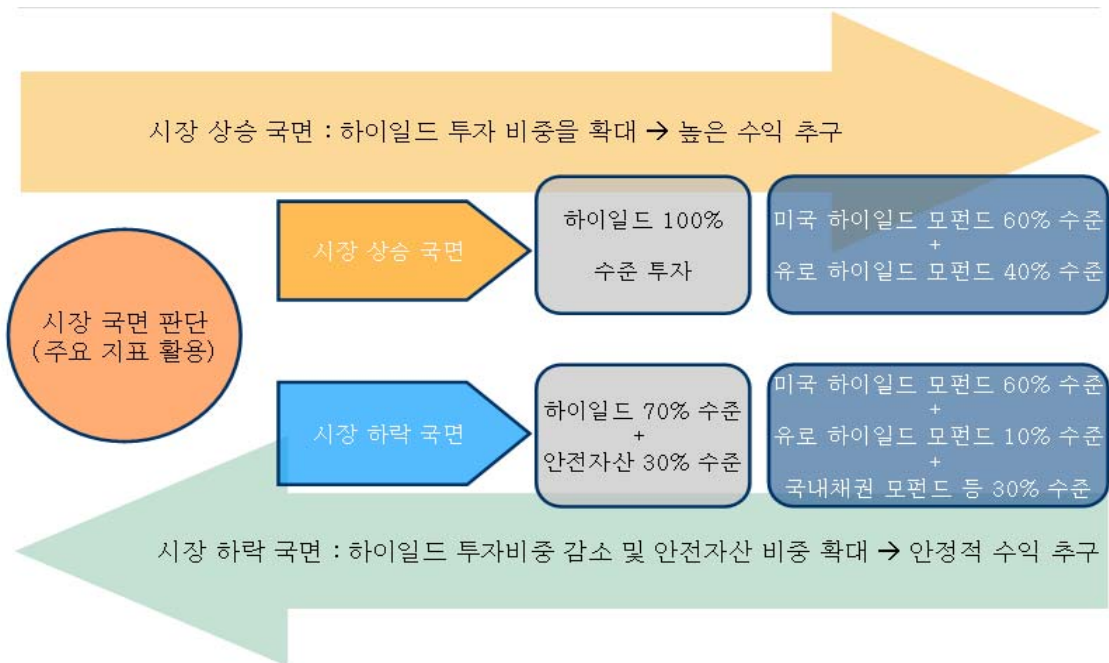 시장 상승 국면 : 하이일드 투자 비중을 확대 → 높은 수익 추구
시장 국면 판단
(주요 지표 활용)
시장 상승 국면
하이일드 100%
수준 투자
미국 하이일드 모펀드 60% 수준
+
유로 하이일드 모펀드 40% 수준
시장 하락 국면
하이일드 70% 수준
+
안전자산 30% 수준
미국 하이일드 모펀드 60% 수준
+
유로 하이일드 모펀드 10% 수준
+
국내채권 모펀드 등 30% 수준
시장 하락 국면 : 하이일드 투자비중 감소 및 안전자산 비중 확대 → 안정적 수익 추구